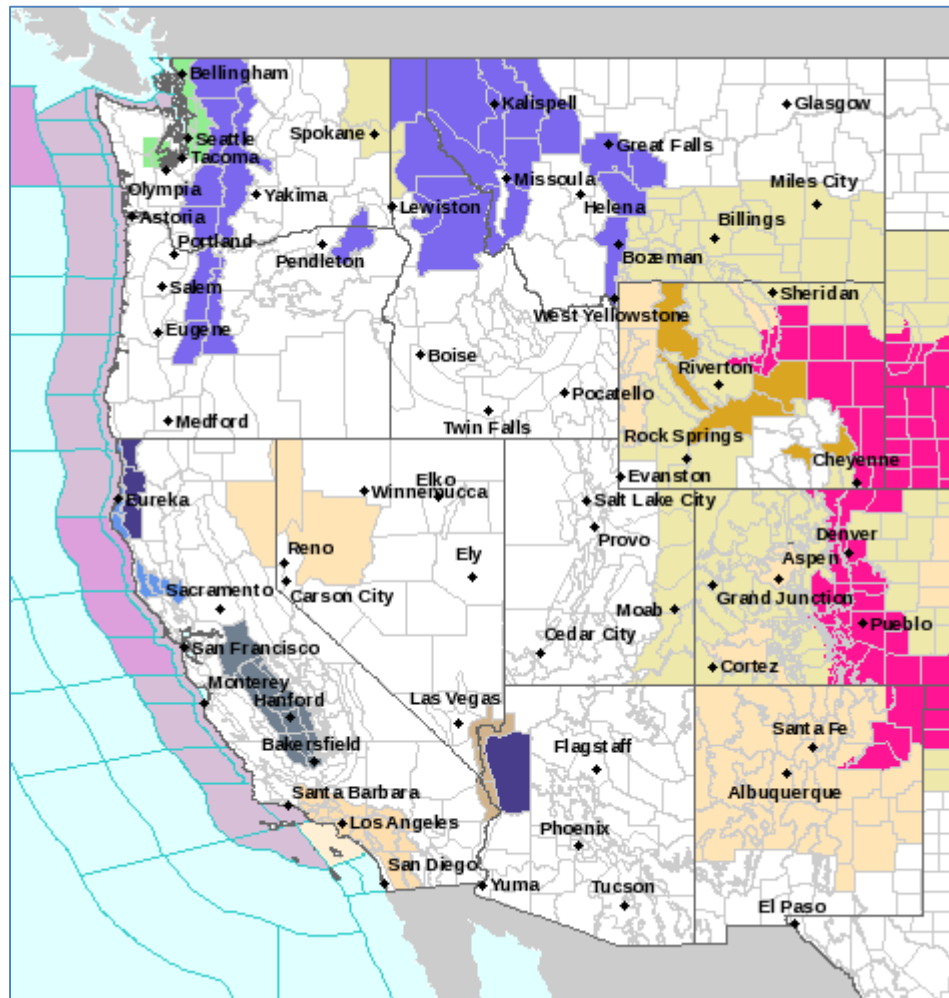 Bellingham
Kalispell
Glasgow
Seattle
Spokane
Great Falls
Tacoma
Missoula
Miles City
Olympia
Yakima
Helena
Lewiston
Astoria
Billings
Portland
Pendleton
Bozeman
Salem
Sheridan
West Yellowstone
Eugene
Boise
Riverton
Pocatello
Medford
Twin Falls
Rock Springs
Cheyenne
Elko
Evanston
Winnemucca
Eureka
Salt Lake City
Provo
Denver
Reno
Ely
Aspen
Sacramento
Carson City
Grand Junction
Moab
Pueblo
Cedar City
San Francisco
Cortez
Monterey
Hanford
Las Vegas
Santa Fe
Bakersfield
Flagstaff
Albuquerque
Santa Barbara
Los Angeles
Phoenix
San Diego
Yuma
Tucson
El Paso